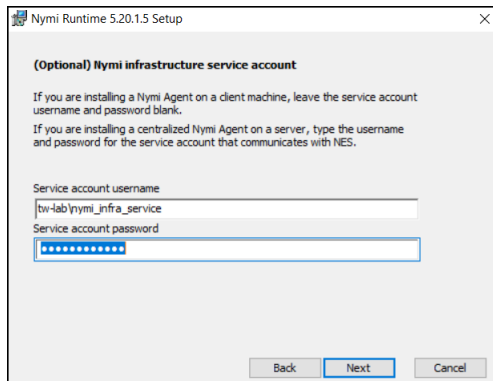 Nymi Runtime 5.20.1.5 Setup
(Optional) Nymi infrastructure service account
If you are installing a Nymi Agent on a client machine, leave the service account
username and password blank.
If you are installing a centralized Nymi Agent on a server, type the username
and password for the service account that communicates with NES.
Service account username
tw-lab\nymi_infra_service
Service account password
●●●●●●●●●●●●
Back Next Cancel